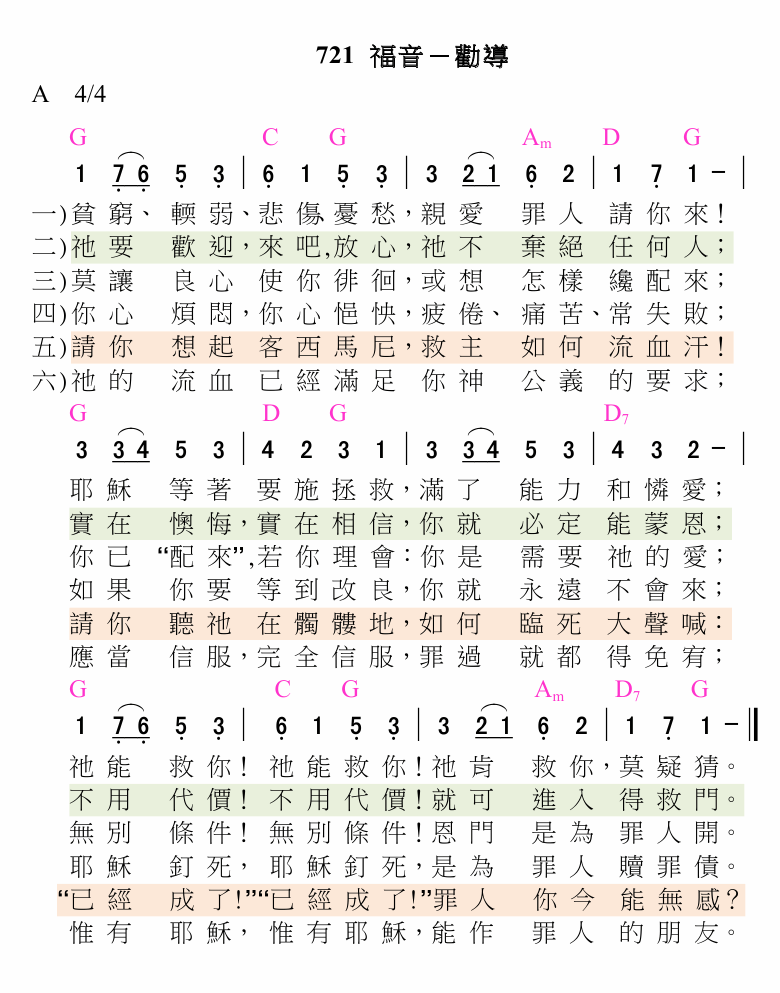 721 福音－勸導
A 4/4
G C G Am D G
1 7 6 5 3 | 6 1 5 3 | 3 2 1 6 2 | 1 7 1 － |
一)貧窮、輭弱、悲傷,憂愁，親愛罪人請你來！
二)祂要歡迎，來吧,放心，祂不棄絕任何人；
三)莫讓良心使你徘徊，或想怎樣纔配來；
四)你心煩悶，你心悒怏，疲倦、痛苦、常失敗；
五)請你想起客西馬尼，救主如何流血汗！
六)祂的流血已經滿足你神公義的要求；
G D G D7
3 3 4 5 3 | 4 2 3 1 | 3 3 4 5 3 | 4 3 2 － |
耶穌等著要施拯救，滿了能力和憐愛；
實在懊悔，實在相信，你就必定能蒙恩；
你已“配來”,若你理會：你是需要祂的愛；
如果你要等到改良，你就永遠不會來；
請你聽祂在髑髏地，如何臨死大聲喊：
應當信服，完全信服，罪過就都得免宥；
G C G Am D7 G
1 7 6 5 3 | 6 1 5 3 | 3 2 1 6 2 | 1 7 1 － ‖
祂能救你！祂能救你！祂肯救你，莫疑猜。
不用代價！不用代價！就可進入得救門。
無別條件！無別條件！恩門是為罪人開。
耶穌釘死，耶穌釘死，是為罪人贖罪債。
“已經成了!”“已經成了!”罪人你今能無感？
惟有耶穌，惟有耶穌，能作罪人的朋友。